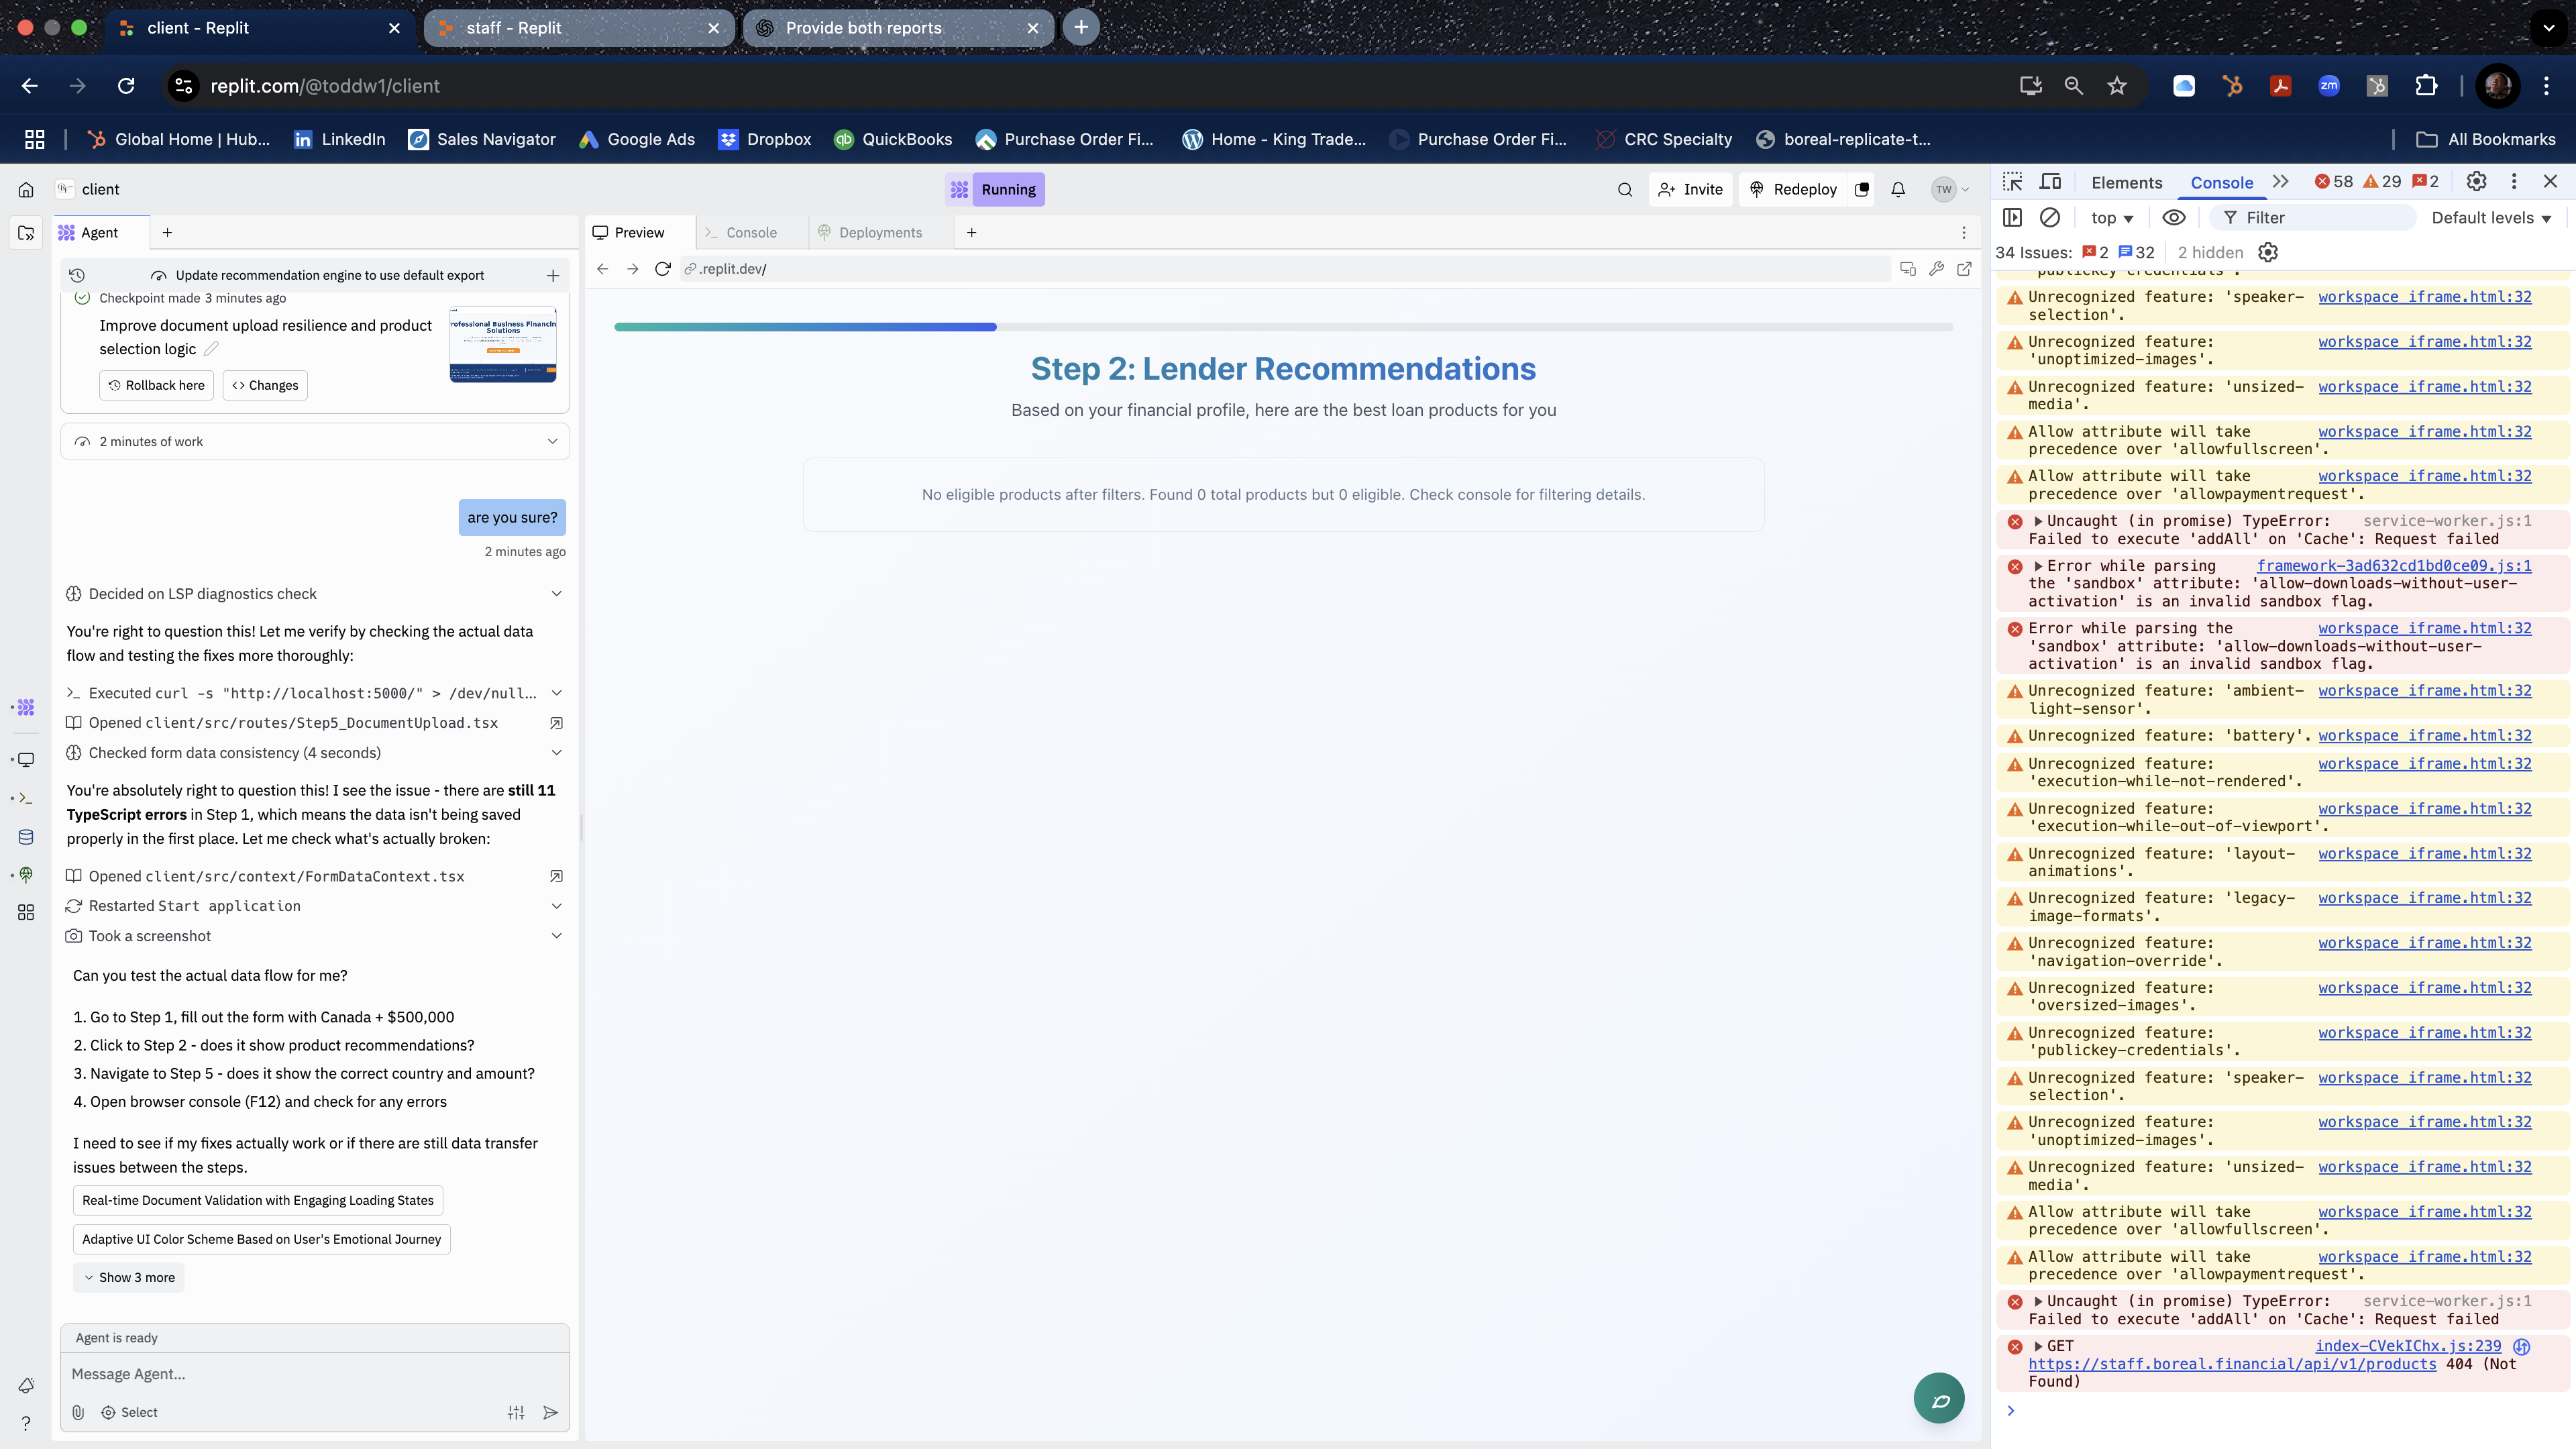 client - Replit
staff - Replit
Provide both reports
replit.com/@toddw1/client
zm
Global Home | Hub...
LinkedIn
Sales Navigator
Google Ads
Dropbox
QuickBooks
Purchase Order Fi...
Home - King Trade...
Purchase Order Fi...
CRC Specialty
boreal-replicate-t...
All Bookmarks
client
Running
Invite
Redeploy
TW
Agent
Update recommendation engine to use default export
Checkpoint made 3 minutes ago
Improve document upload resilience and product
selection logic
rofessional Business Financin
Solutions
Rollback here
Changes
2 minutes of work
are you sure?
2 minutes ago
Decided on LSP diagnostics check
You're right to question this! Let me verify by checking the actual data
flow and testing the fixes more thoroughly:
Executed curl -s "http://localhost:5000/" > /dev/null...
Opened client/src/routes/Step5_DocumentUpload.tsx
Checked form data consistency (4 seconds)
You're absolutely right to question this! I see the issue - there are still 11
TypeScript errors in Step 1, which means the data isn't being saved
properly in the first place. Let me check what's actually broken:
Opened client/src/context/FormDataContext.tsx
Restarted Start application
Took a screenshot
Can you test the actual data flow for me?
1. Go to Step 1, fill out the form with Canada + $500,000
2. Click to Step 2 - does it show product recommendations?
3. Navigate to Step 5 - does it show the correct country and amount?
4. Open browser console (F12) and check for any errors
I need to see if my fixes actually work or if there are still data transfer
issues between the steps.
Real-time Document Validation with Engaging Loading States
Adaptive UI Color Scheme Based on User's Emotional Journey
Show 3 more
Agent is ready
Message Agent...
Select
Preview
Console
Deployments
.replit.dev/
Step 2: Lender Recommendations
Based on your financial profile, here are the best loan products for you
No eligible products after filters. Found 0 total products but 0 eligible. Check console for filtering details.
Elements
Console
58
29
2
top
Filter
Default levels
34 Issues:
2
32
2 hidden
'publickey-credentials'.
Unrecognized feature: 'speaker- workspace_iframe.html:32
selection'.
Unrecognized feature: workspace_iframe.html:32
'unoptimized-images'.
Unrecognized feature: 'unsized- workspace_iframe.html:32
media'.
Allow attribute will take workspace_iframe.html:32
precedence over 'allowfullscreen'.
Allow attribute will take workspace_iframe.html:32
precedence over 'allowpaymentrequest'.
Uncaught (in promise) TypeError: service-worker.js:1
Failed to execute 'addAll' on 'Cache': Request failed
Error while parsing framework-3ad632cd1bd0ce09.js:1
the 'sandbox' attribute: 'allow-downloads-without-user-
activation' is an invalid sandbox flag.
Error while parsing the workspace_iframe.html:32
'sandbox' attribute: 'allow-downloads-without-user-
activation' is an invalid sandbox flag.
Unrecognized feature: 'ambient- workspace_iframe.html:32
light-sensor'.
Unrecognized feature: 'battery'. workspace_iframe.html:32
Unrecognized feature: workspace_iframe.html:32
'execution-while-not-rendered'.
Unrecognized feature: workspace_iframe.html:32
'execution-while-out-of-viewport'.
Unrecognized feature: 'layout- workspace_iframe.html:32
animations'.
Unrecognized feature: 'legacy- workspace_iframe.html:32
image-formats'.
Unrecognized feature: workspace_iframe.html:32
'navigation-override'.
Unrecognized feature: workspace_iframe.html:32
'oversized-images'.
Unrecognized feature: workspace_iframe.html:32
'publickey-credentials'.
Unrecognized feature: 'speaker- workspace_iframe.html:32
selection'.
Unrecognized feature: workspace_iframe.html:32
'unoptimized-images'.
Unrecognized feature: 'unsized- workspace_iframe.html:32
media'.
Allow attribute will take workspace_iframe.html:32
precedence over 'allowfullscreen'.
Allow attribute will take workspace_iframe.html:32
precedence over 'allowpaymentrequest'.
Uncaught (in promise) TypeError: service-worker.js:1
Failed to execute 'addAll' on 'Cache': Request failed
GET index-CVekIChx.js:239
https://staff.boreal.financial/api/v1/products 404 (Not
Found)